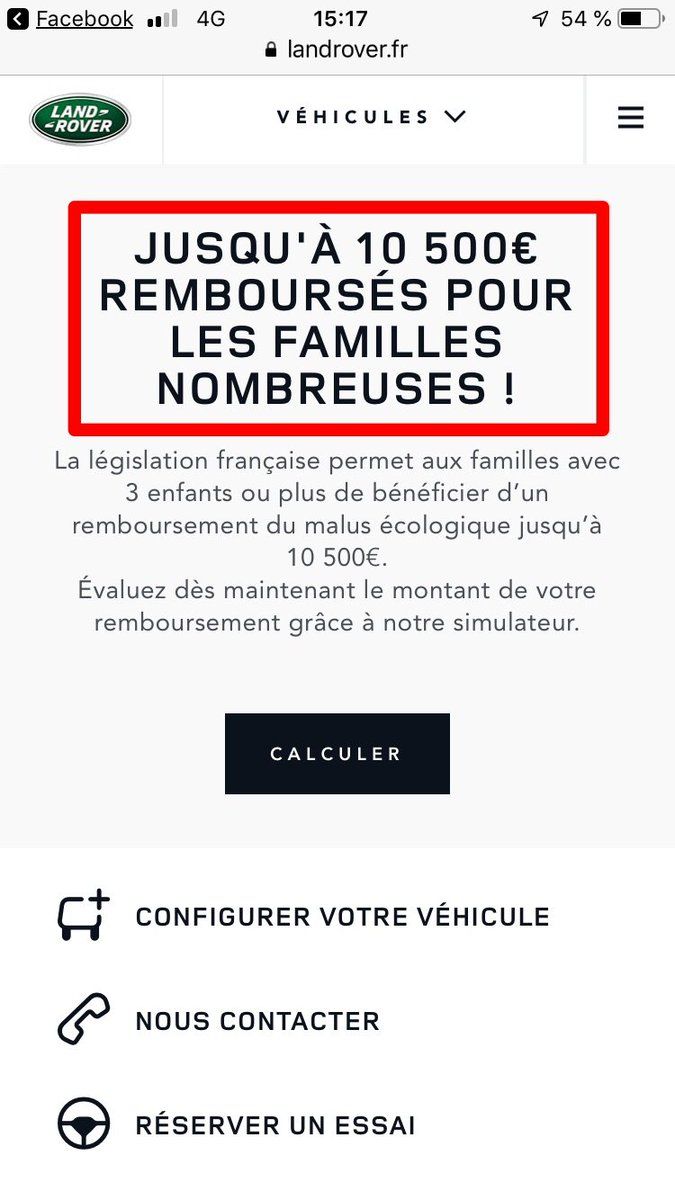 Facebook 4G 15:17 54 %
landrover.fr
LAND-
-ROVER
VÉHICULES
JUSQU'À 10 500€
REMBOURSÉS POUR
LES FAMILLES
NOMBREUSES !
La législation française permet aux familles avec
3 enfants ou plus de bénéficier d’un
remboursement du malus écologique jusqu’à
10 500€.
Évaluez dès maintenant le montant de votre
remboursement grâce à notre simulateur.
CALCULER
CONFIGURER VOTRE VÉHICULE
NOUS CONTACTER
RÉSERVER UN ESSAI